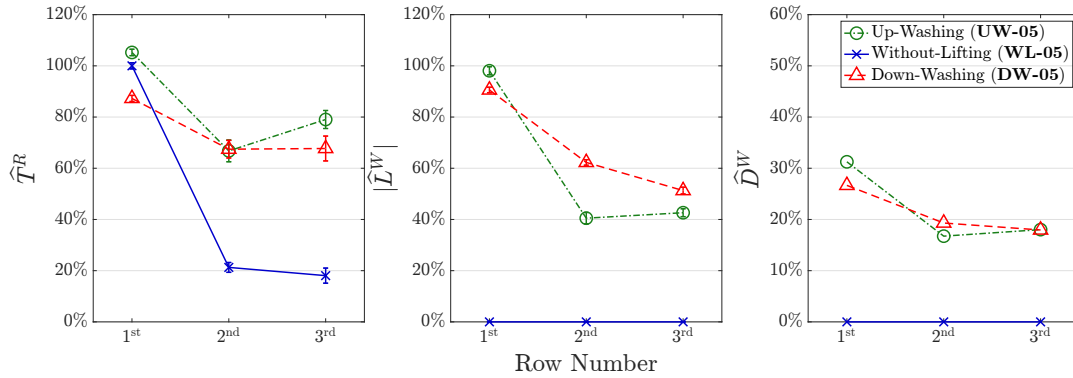 120%
100%
80%
60%
40%
20%
0%
1st
2nd
3rd
T̂^R
120%
100%
80%
60%
40%
20%
0%
1st
2nd
3rd
|L̂^W|
Row Number
60%
50%
40%
30%
20%
10%
0%
1st
2nd
3rd
D̂^W
Up-Washing (UW-05)
Without-Lifting (WL-05)
Down-Washing (DW-05)